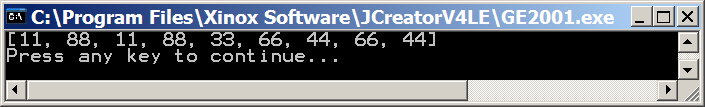 C:\Program Files\Xinox Software\JCreatorV4LE\GE2001.exe
[11, 88, 11, 88, 33, 66, 44, 66, 44]
Press any key to continue...